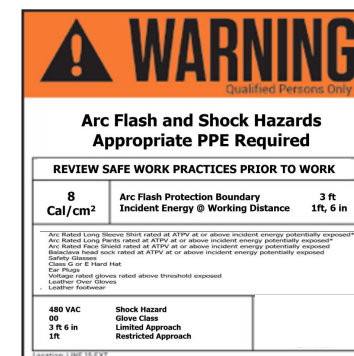 WARNING
Qualified Persons Only
Arc Flash and Shock Hazards
Appropriate PPE Required
REVIEW SAFE WORK PRACTICES PRIOR TO WORK
8 Arc Flash Protection Boundary 3 ft
Cal/cm² Incident Energy @ Working Distance 1ft, 6 in
Arc Rated Long Sleeve Shirt rated at ATPV at or above incident energy potentially exposed*
Arc Rated Long Pants rated at ATPV at or above incident energy potentially exposed*
Arc Rated Face Shield rated at ATPV at or above incident energy potentially exposed
Balaclava head sock rated at ATPV at or above incident energy potentially exposed
Safety Glasses
Class G or E Hard Hat
Ear Plugs
Voltage rated gloves rated above threshold exposed
Leather Over Gloves
Leather footwear
480 VAC Shock Hazard
00 Glove Class
3 ft 6 in Limited Approach
1ft Restricted Approach
Location: LINE 15 EXT